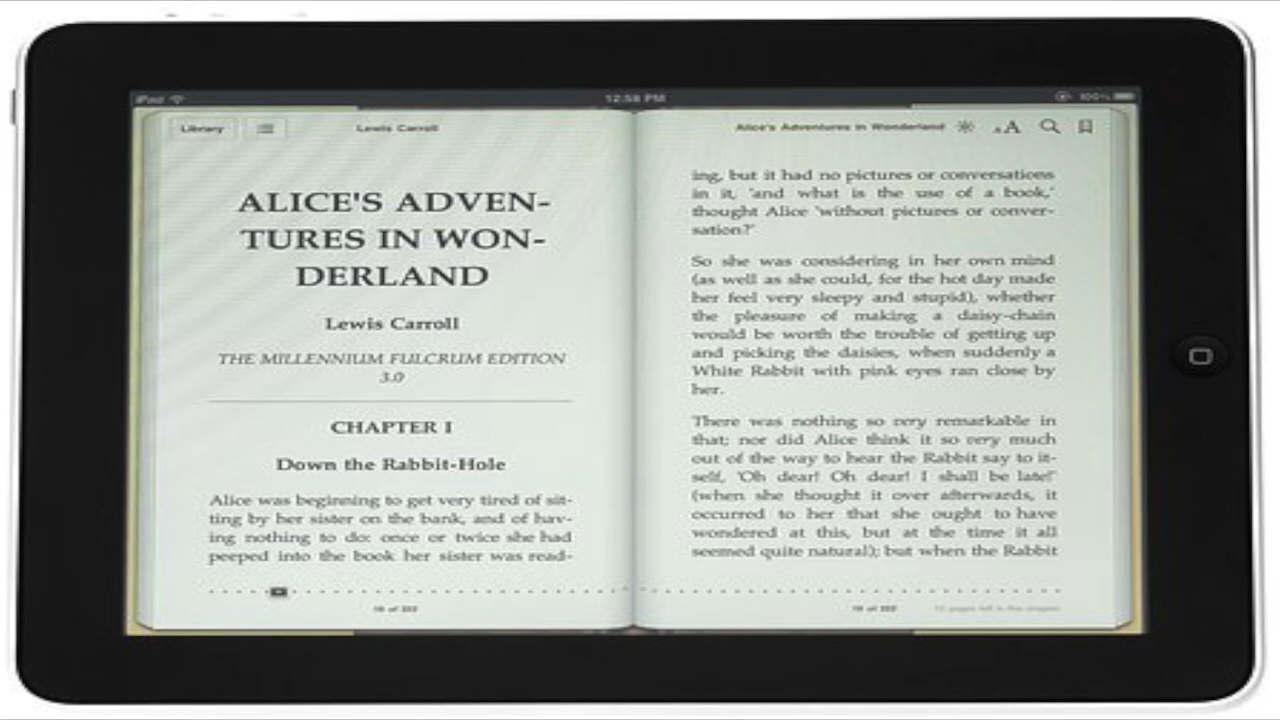 iPad
12:56 PM
100%
Library
Lewis Carroll
Alice's Adventures in Wonderland
AA
ALICE'S ADVEN-
TURES IN WON-
DERLAND
Lewis Carroll
THE MILLENNIUM FULCRUM EDITION
3.0
CHAPTER I
Down the Rabbit-Hole
Alice was beginning to get very tired of sit-
ting by her sister on the bank, and of hav-
ing nothing to do: once or twice she had
peeped into the book her sister was read-
ing, but it had no pictures or conversations
in it, 'and what is the use of a book,'
thought Alice 'without pictures or conver-
sation?'
So she was considering in her own mind
(as well as she could, for the hot day made
her feel very sleepy and stupid), whether
the pleasure of making a daisy-chain
would be worth the trouble of getting up
and picking the daisies, when suddenly a
White Rabbit with pink eyes ran close by
her.
There was nothing so very remarkable in
that; nor did Alice think it so very much
out of the way to hear the Rabbit say to it-
self, 'Oh dear! Oh dear! I shall be late!'
(when she thought it over afterwards, it
occurred to her that she ought to have
wondered at this, but at the time it all
seemed quite natural); but when the Rabbit
of
of
pages left in this chapter